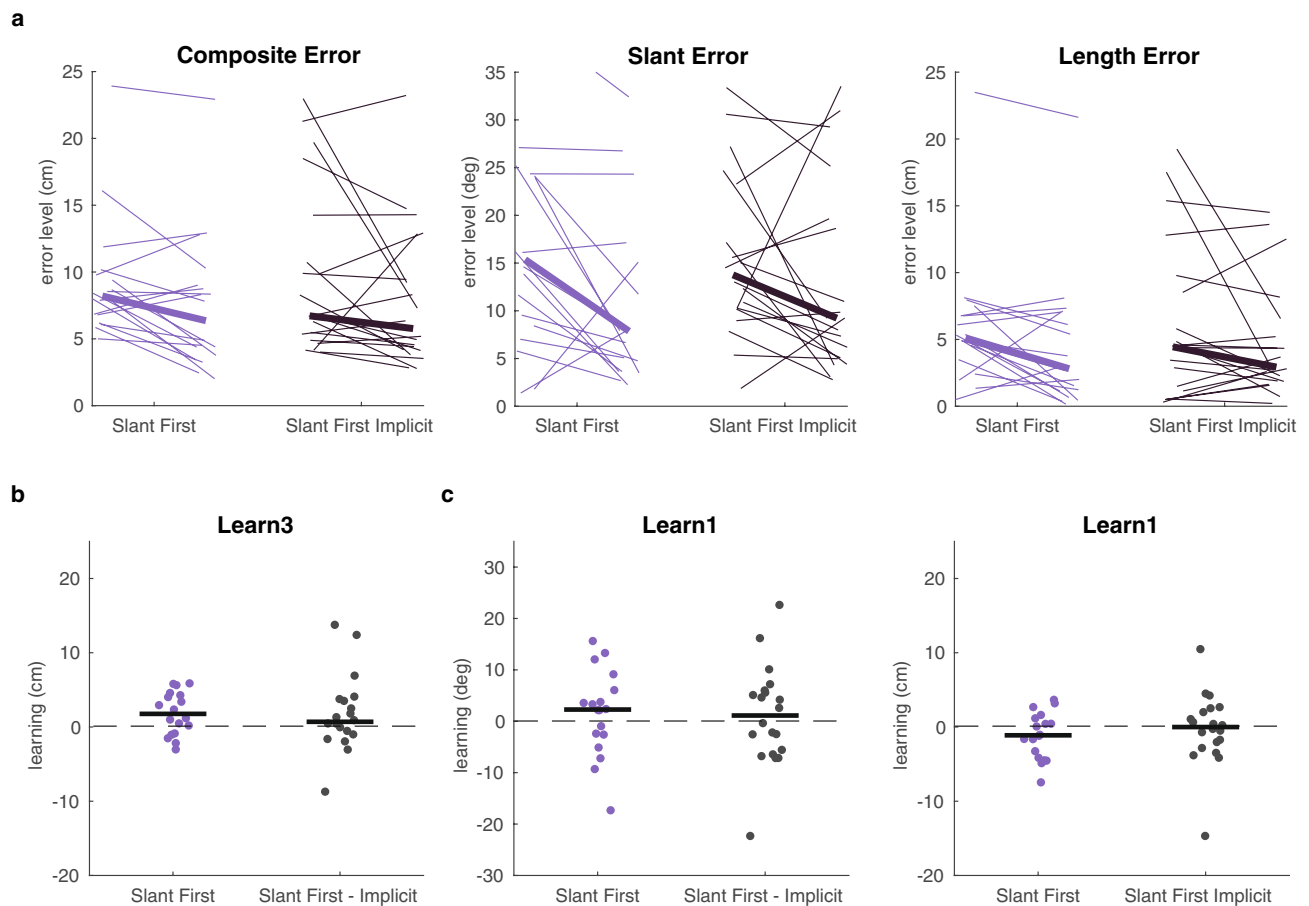 a
Composite Error
Slant Error
Length Error
25
20
15
10
5
0
error level (cm)
Slant First
Slant First Implicit
35
30
25
20
15
10
5
0
error level (deg)
Slant First
Slant First Implicit
25
20
15
10
5
0
error level (cm)
Slant First
Slant First Implicit
b
Learn3
20
10
0
-10
-20
learning (cm)
Slant First
Slant First - Implicit
c
Learn1
30
20
10
0
-10
-20
-30
learning (deg)
Slant First
Slant First - Implicit
Learn1
20
10
0
-10
-20
learning (cm)
Slant First
Slant First Implicit